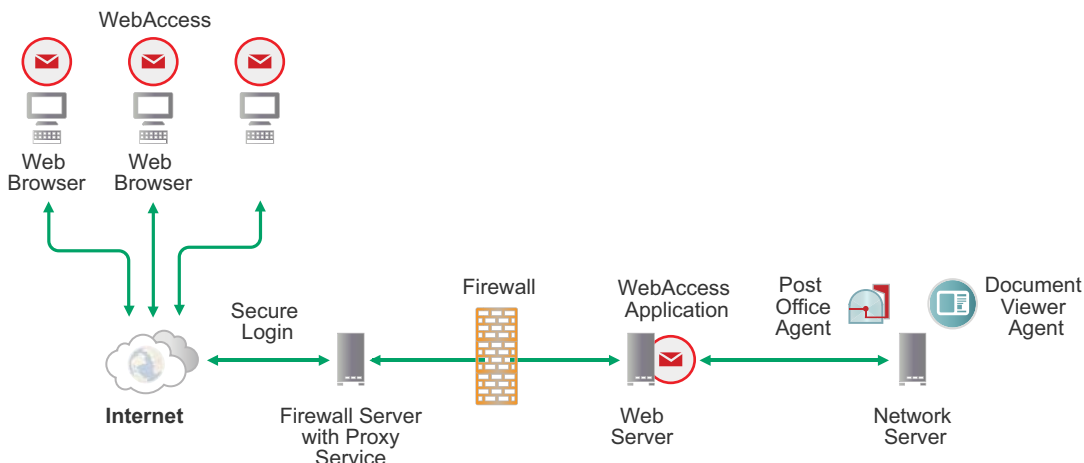 WebAccess
Web
Browser
Web
Browser
Secure
Login
Firewall
WebAccess
Application
Post
Office
Agent
Document
Viewer
Agent
Internet
Firewall Server
with Proxy
Service
Web
Server
Network
Server